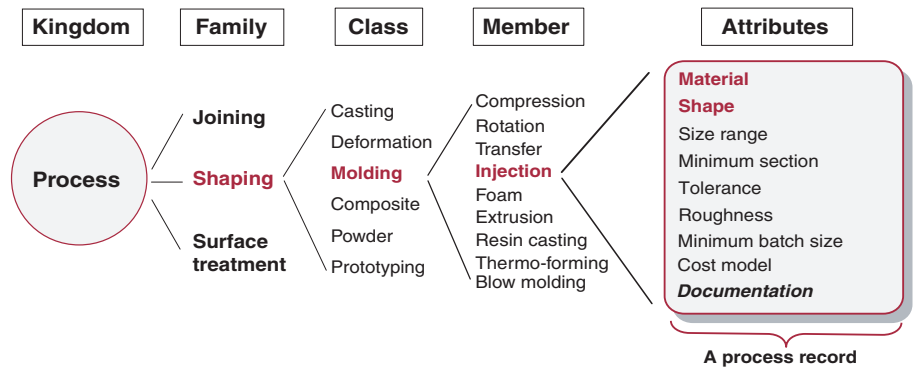 Kingdom
Family
Class
Member
Attributes
Process
Joining
Shaping
Surface
treatment
Casting
Deformation
Molding
Composite
Powder
Prototyping
Compression
Rotation
Transfer
Injection
Foam
Extrusion
Resin casting
Thermo-forming
Blow molding
Material
Shape
Size range
Minimum section
Tolerance
Roughness
Minimum batch size
Cost model
Documentation
A process record